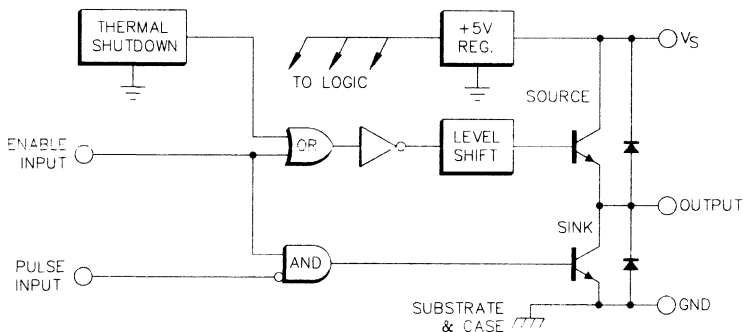 THERMAL
SHUTDOWN
+5V
REG.
VS
TO LOGIC
SOURCE
ENABLE
INPUT
OR
LEVEL
SHIFT
OUTPUT
SINK
PULSE
INPUT
AND
SUBSTRATE
& CASE
GND